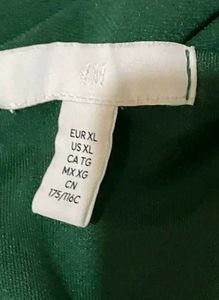 H&M
EUR XL
US XL
CA TG
MX XG
CN
175/116C